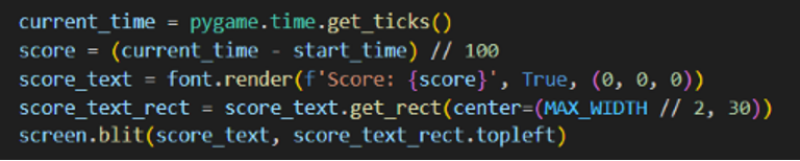 current_time = pygame.time.get_ticks()
score = (current_time - start_time) // 100
score_text = font.render(f'Score: {score}', True, (0, 0, 0))
score_text_rect = score_text.get_rect(center=(MAX_WIDTH // 2, 30))
screen.blit(score_text, score_text_rect.topleft)